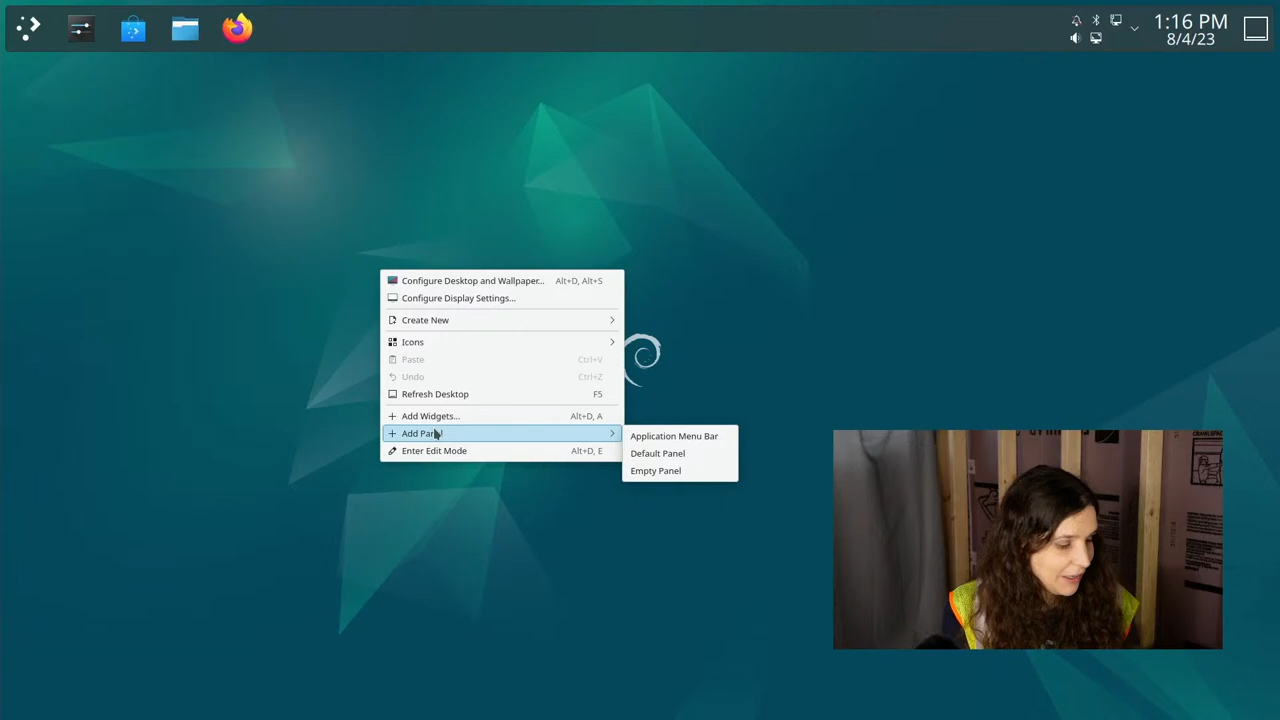 1:16 PM
8/4/23
Configure Desktop and Wallpaper... Alt+D, Alt+S
Configure Display Settings...
Create New
Icons
Paste Ctrl+V
Undo Ctrl+Z
Refresh Desktop F5
Add Widgets... Alt+D, A
Add
Enter Edit Mode Alt+D, E
Application Menu Bar
Default Panel
Empty Panel